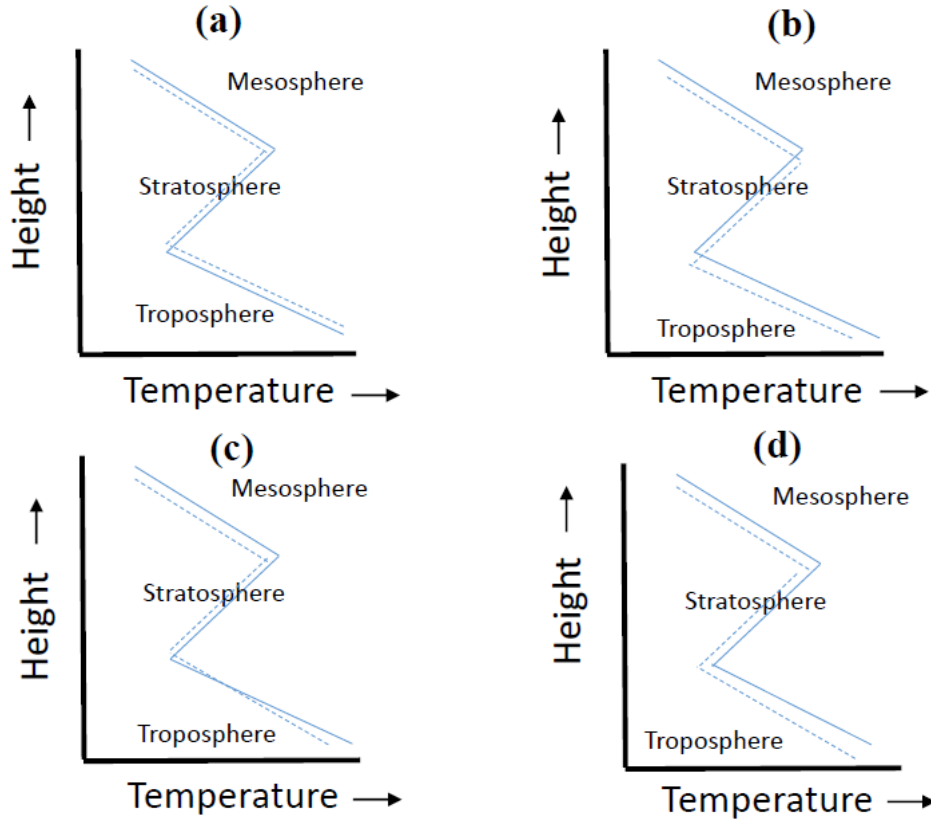 (a)
Mesosphere
Stratosphere
Troposphere
Height
Temperature
(b)
Mesosphere
Stratosphere
Troposphere
Height
Temperature
(c)
Mesosphere
Stratosphere
Troposphere
Height
Temperature
(d)
Mesosphere
Stratosphere
Troposphere
Height
Temperature